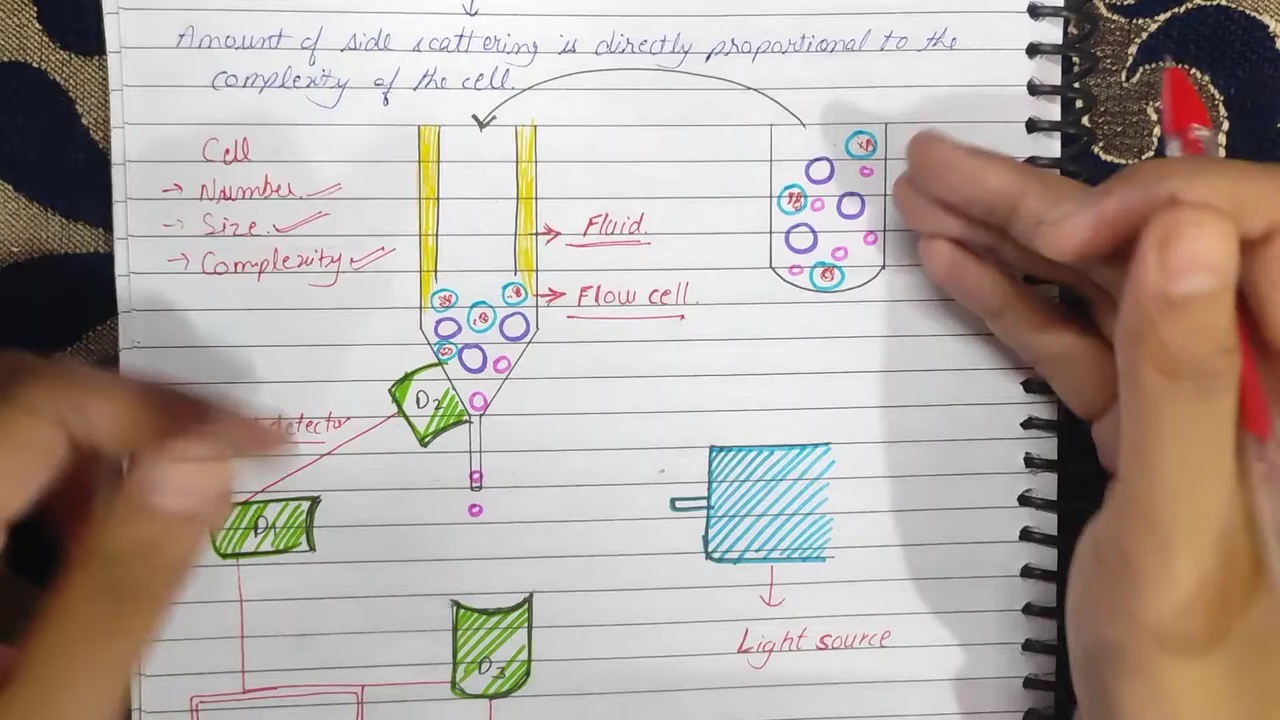 Amount of side scattering is directly proportional to the
complexity of the cell.
Cell
→ Number
→ Size
→ Complexity
Fluid
Flow cell
D2
detector
D1
D3
Light source